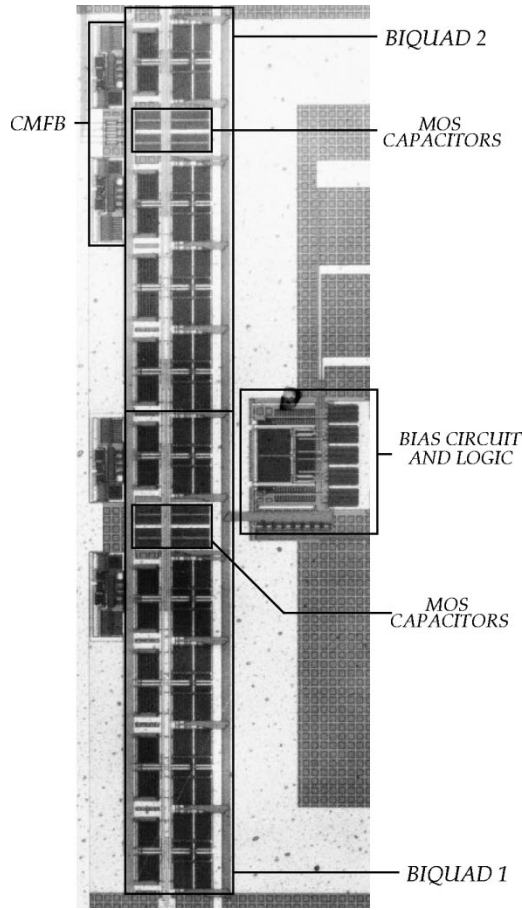 BIQUAD 2
CMFB
MOS
CAPACITORS
BIAS CIRCUIT
AND LOGIC
MOS
CAPACITORS
BIQUAD 1